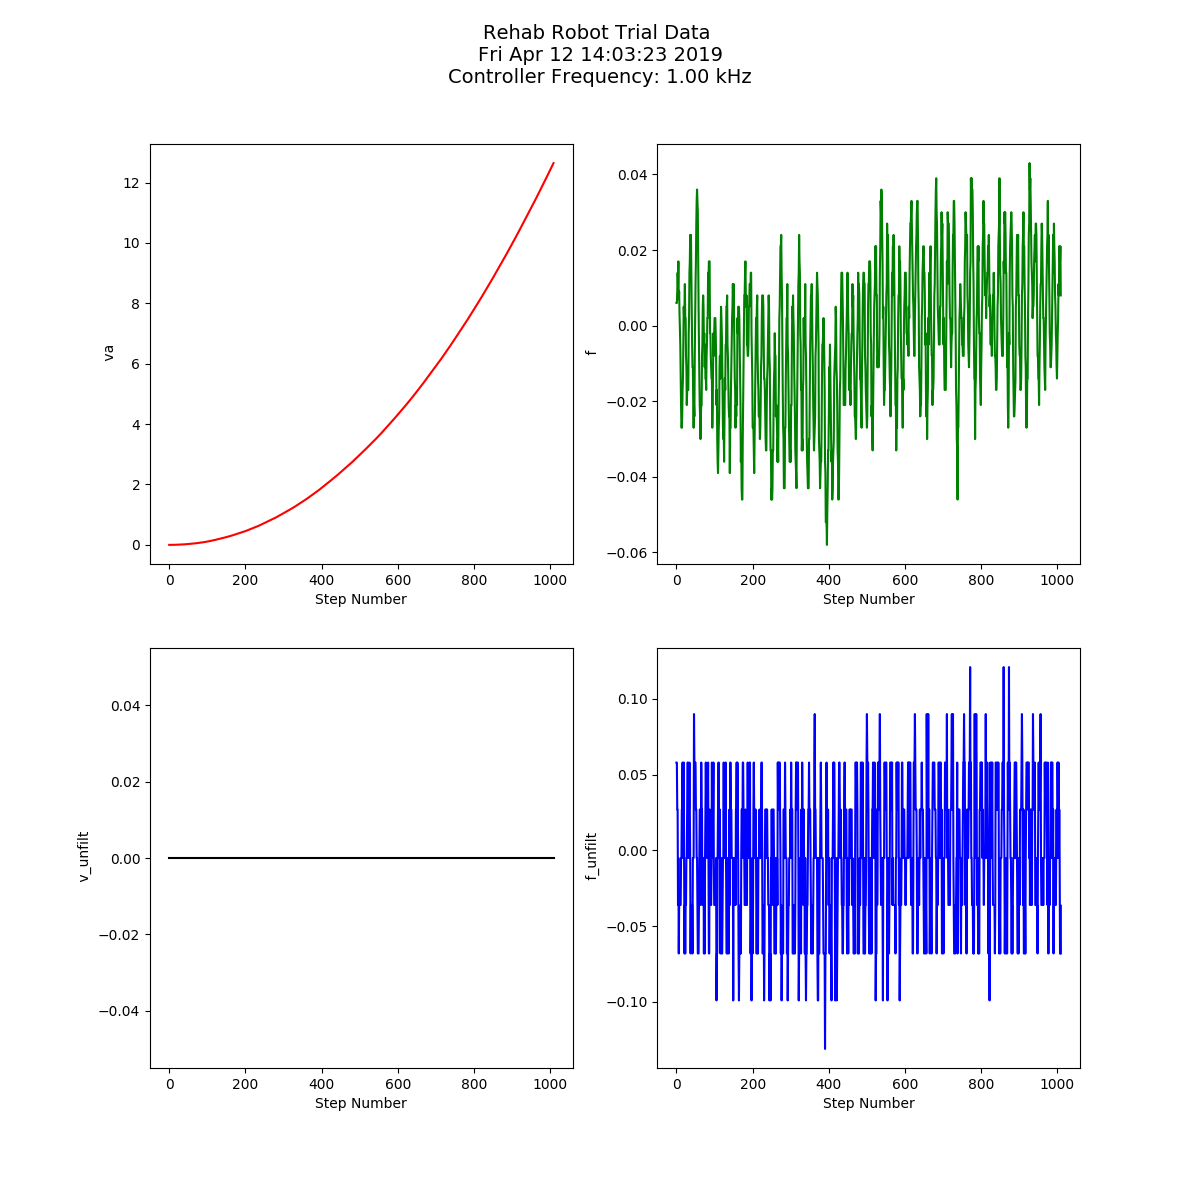 Rehab Robot Trial Data
Fri Apr 12 14:03:23 2019
Controller Frequency: 1.00 kHz
12
10
8
6
4
2
0
va
0 200 400 600 800 1000
Step Number
0.04
0.02
0.00
−0.02
−0.04
−0.06
f
0 200 400 600 800 1000
Step Number
0.04
0.02
0.00
−0.02
−0.04
v_unfilt
0 200 400 600 800 1000
Step Number
0.10
0.05
0.00
−0.05
−0.10
f_unfilt
0 200 400 600 800 1000
Step Number